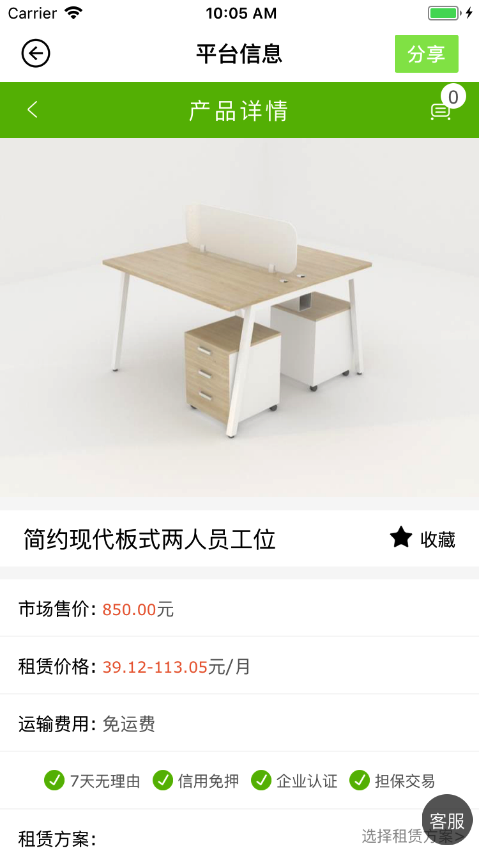 Carrier 10:05 AM
平台信息 分享
产品详情 0
简约现代板式两人员工位 收藏
市场售价: 850.00元
租赁价格: 39.12-113.05元/月
运输费用: 免运费
7天无理由 信用免押 企业认证 担保交易
租赁方案: 选择租赁方案>
客服